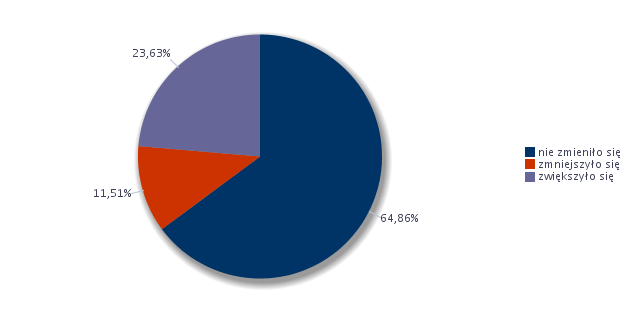 23,63%
11,51%
64,86%
nie zmieniło się
zmniejszyło się
zwiększyło się